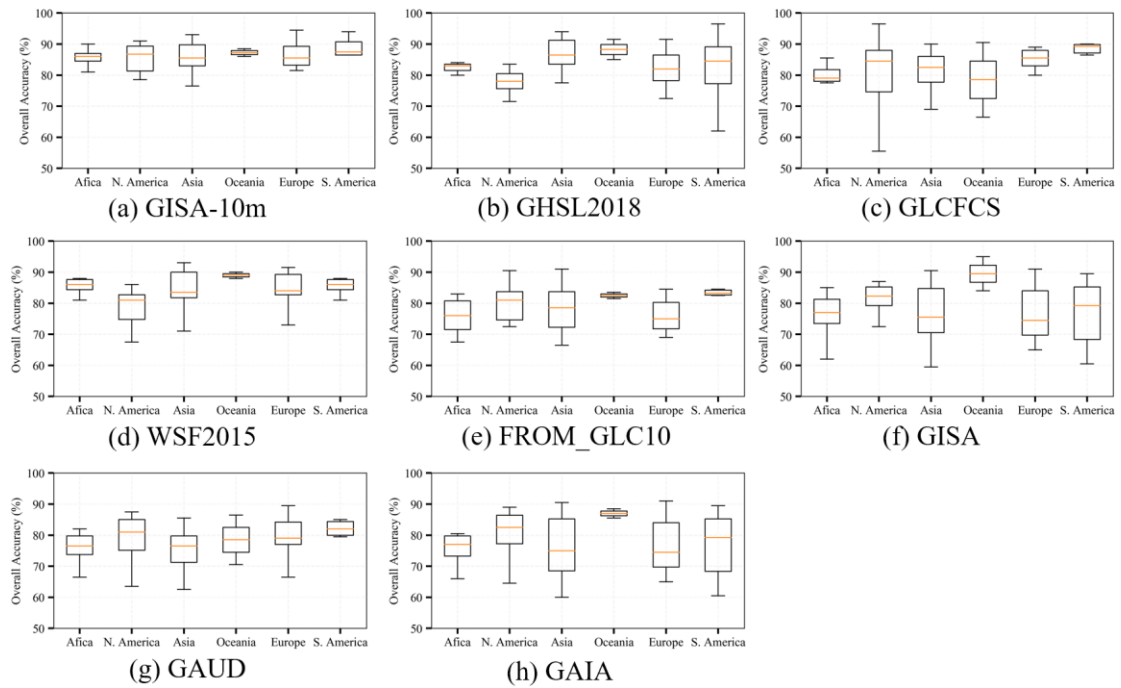 Overall Accuracy (%)
100
90
80
70
60
50
Afica N. America Asia Oceania Europe S. America
(a) GISA-10m
Overall Accuracy (%)
100
90
80
70
60
50
Africa N. America Asia Oceania Europe S. America
(b) GHSL2018
Overall Accuracy (%)
100
90
80
70
60
50
Afica N. America Asia Oceania Europe S. America
(c) GLCFCS
Overall Accuracy (%)
100
90
80
70
60
50
Afica N. America Asia Oceania Europe S. America
(d) WSF2015
Overall Accuracy (%)
100
90
80
70
60
50
Afica N. America Asia Oceania Europe S. America
(e) FROM_GLC10
Overall Accuracy (%)
100
90
80
70
60
50
Afica N. America Asia Oceania Europe S. America
(f) GISA
Overall Accuracy (%)
100
90
80
70
60
50
Afica N. America Asia Oceania Europe S. America
(g) GAUD
Overall Accuracy (%)
100
90
80
70
60
50
Afica N. America Asia Oceania Europe S. America
(h) GAIA